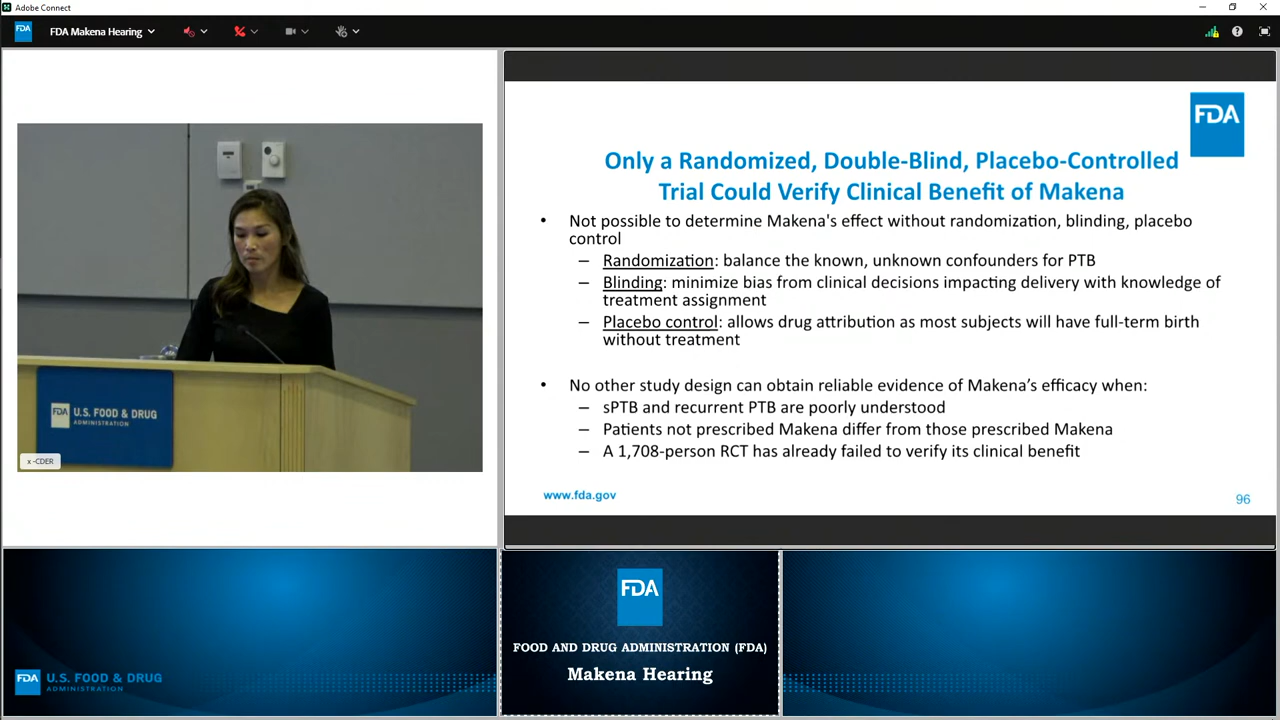 Adobe Connect
FDA
FDA Makena Hearing
FDA
Only a Randomized, Double-Blind, Placebo-Controlled
Trial Could Verify Clinical Benefit of Makena
• Not possible to determine Makena's effect without randomization, blinding, placebo
control
– Randomization: balance the known, unknown confounders for PTB
– Blinding: minimize bias from clinical decisions impacting delivery with knowledge of
treatment assignment
– Placebo control: allows drug attribution as most subjects will have full-term birth
without treatment
• No other study design can obtain reliable evidence of Makena’s efficacy when:
– sPTB and recurrent PTB are poorly understood
– Patients not prescribed Makena differ from those prescribed Makena
– A 1,708-person RCT has already failed to verify its clinical benefit
www.fda.gov
96
FDA U.S. FOOD & DRUG
ADMINISTRATION
x -CDER
FDA
FOOD AND DRUG ADMINISTRATION (FDA)
Makena Hearing
FDA U.S. FOOD & DRUG
ADMINISTRATION